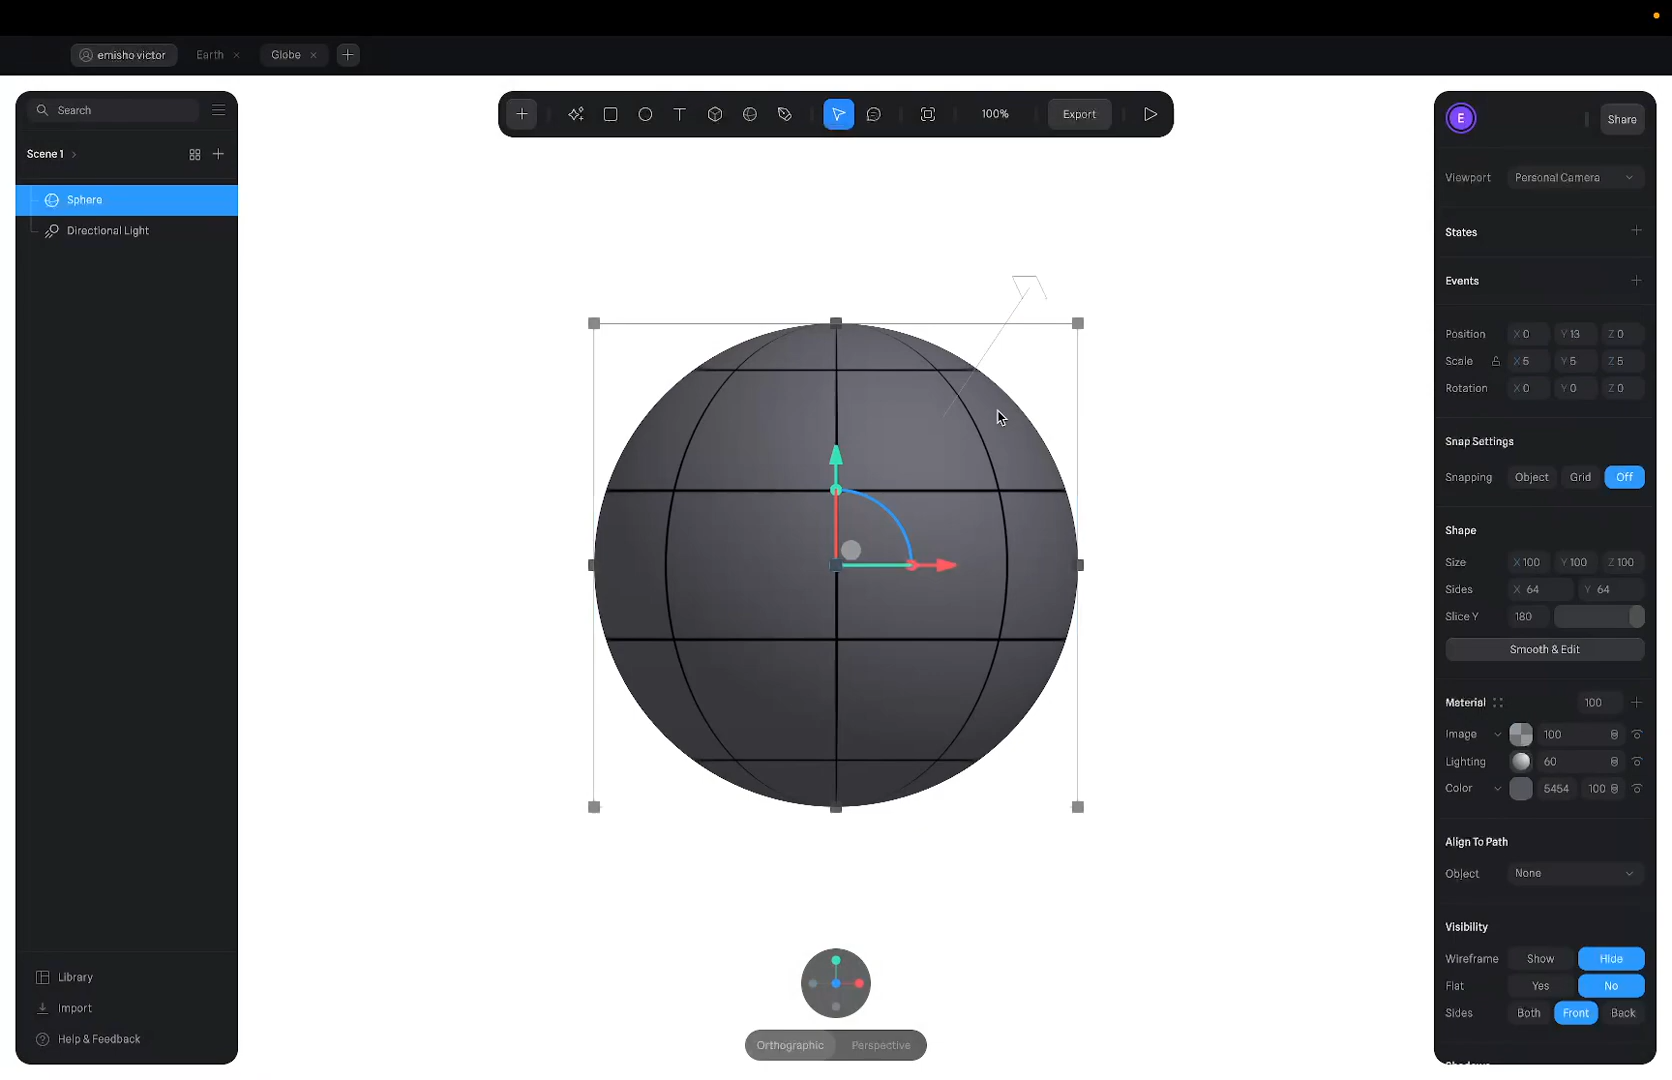 emisho victor
Earth
Globe
Search
100%
Export
E
Share
Scene 1
Sphere
Directional Light
Viewport
Personal Camera
States
Events
Position X 0 Y 13 Z 0
Scale X 5 Y 5 Z 5
Rotation X 0 Y 0 Z 0
Snap Settings
Snapping Object Grid Off
Shape
Size X 100 Y 100 Z 100
Sides X 64 Y 64
Slice Y 180
Smooth & Edit
Material 100
Image 100
Lighting 60
Color 5454 100
Align To Path
Object None
Visibility
Wireframe Show Hide
Flat Yes No
Sides Both Front Back
Shadows
Library
Import
Help & Feedback
Orthographic Perspective